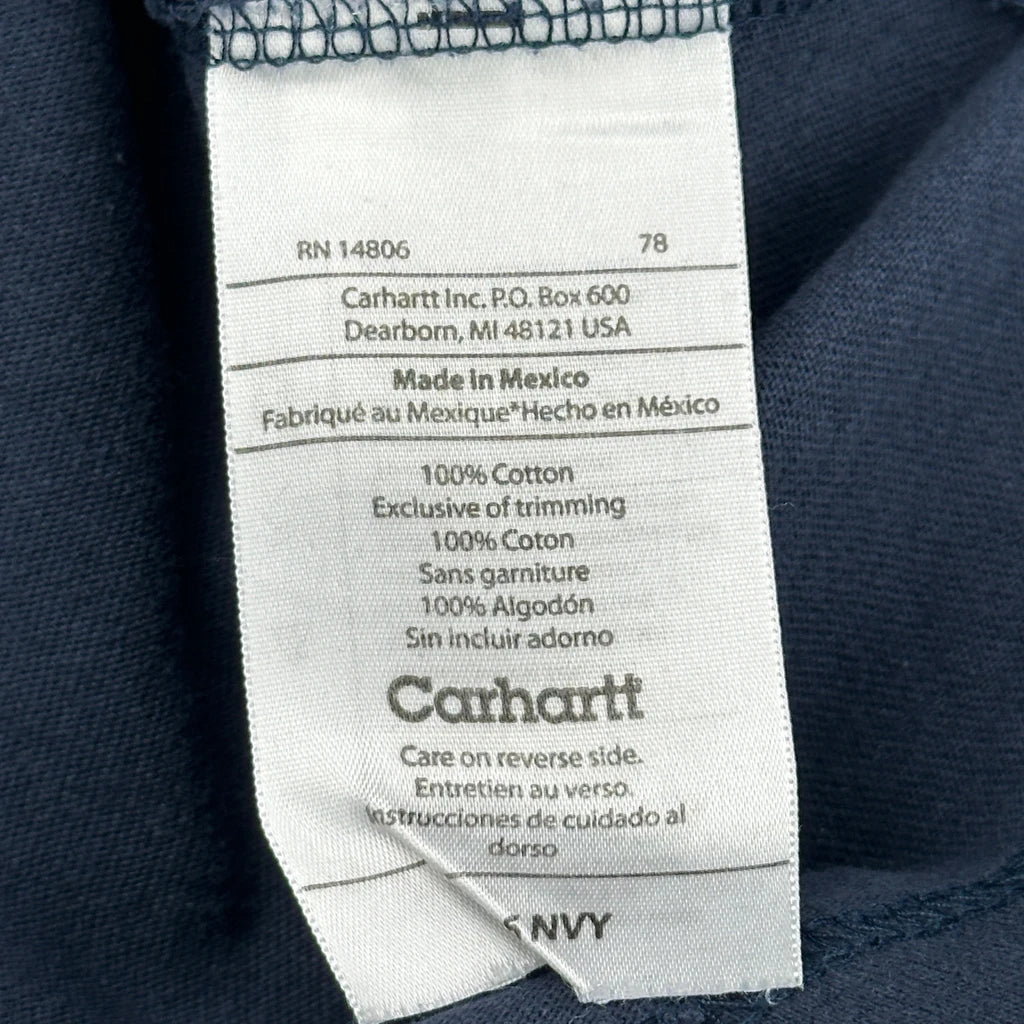 RN 14806 78
Carhartt Inc. P.O. Box 600
Dearborn, MI 48121 USA
Made in Mexico
Fabriqué au Mexique*Hecho en México
100% Cotton
Exclusive of trimming
100% Coton
Sans garniture
100% Algodón
Sin incluir adorno
Carhartt
Care on reverse side.
Entretien au verso.
Instrucciones de cuidado al
dorso
NVY